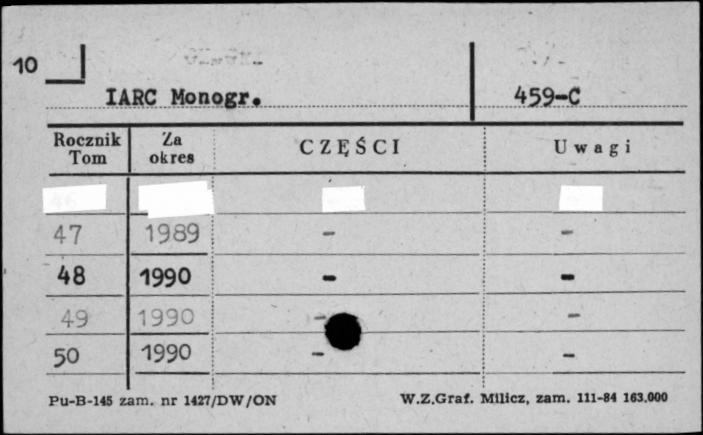 10
IARC Monogr. 459-C
Rocznik Tom Za okres CZĘŚCI Uwagi
47 1989 - -
48 1990 - -
49 1990 - -
50 1990 - -
Pu-B-145 zam. nr 1427/DW/ON W.Z.Graf. Milicz, zam. 111-84 163.000